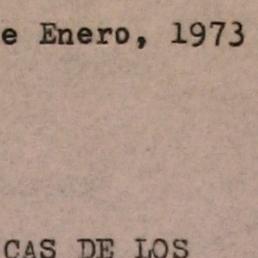 e Enero, 1973
CAS DE LOS